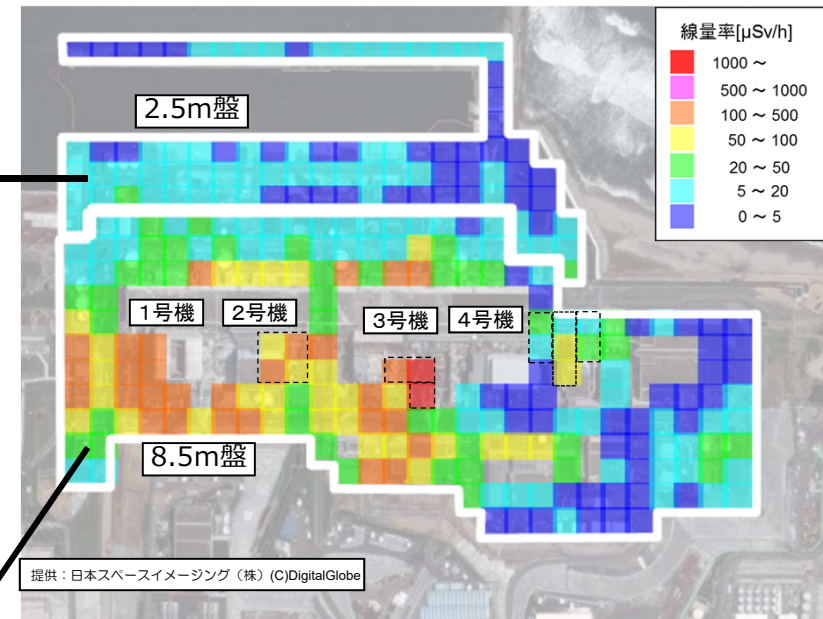 線量率[μSv/h]
1000 ～
500 ～ 1000
100 ～ 500
50 ～ 100
20 ～ 50
5 ～ 20
0 ～ 5
2.5m盤
1号機
2号機
3号機
4号機
8.5m盤
提供：日本スペースイメージング（株）(C)DigitalGlobe